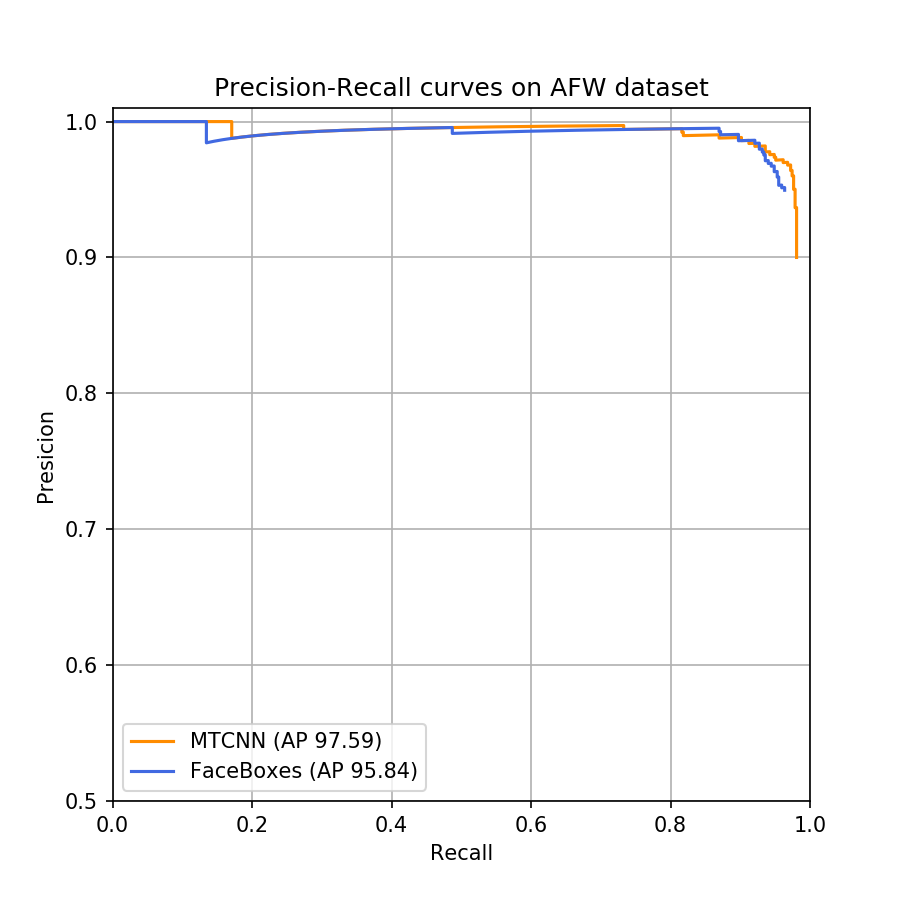 Precision-Recall curves on AFW dataset
1.0
0.9
0.8
0.7
0.6
0.5
Presicion
MTCNN (AP 97.59)
FaceBoxes (AP 95.84)
0.0 0.2 0.4 0.6 0.8 1.0
Recall